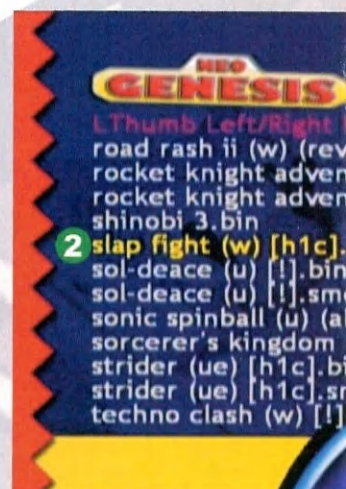 NEO
GENESIS
LThumb Left/Right
road rash ii (w) (rev
rocket knight adven
rocket knight adven
shinobi 3.bin
2 slap fight (w) [h1c].
sol-deace (u) [!].bin
sol-deace (u) [!].smd
sonic spinball (u) (al
sorcerer's kingdom
strider (ue) [h1c].bi
strider (ue) [h1c].sm
techno clash (w) [!]